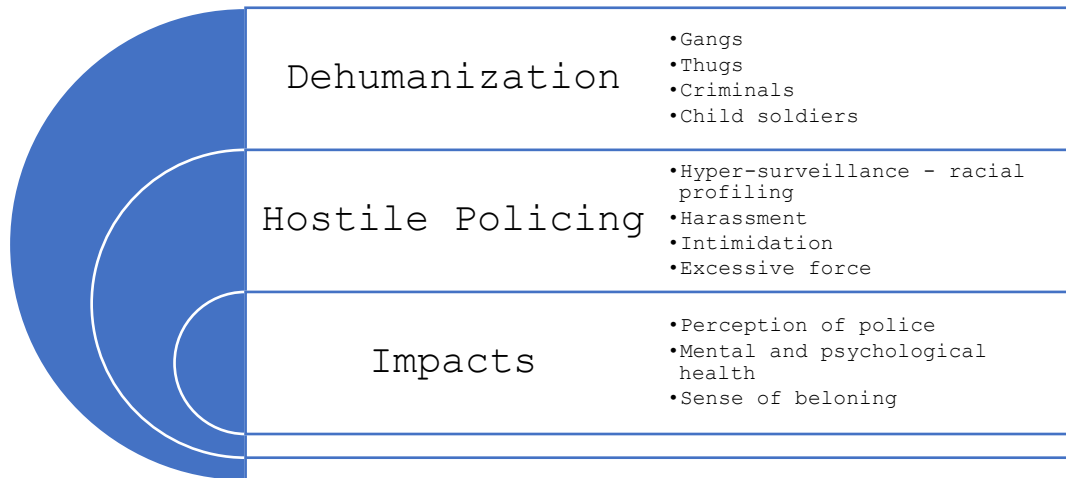 Dehumanization
•Gangs
•Thugs
•Criminals
•Child soldiers
Hostile Policing
•Hyper-surveillance - racial
profiling
•Harassment
•Intimidation
•Excessive force
Impacts
•Perception of police
•Mental and psychological
health
•Sense of beloning